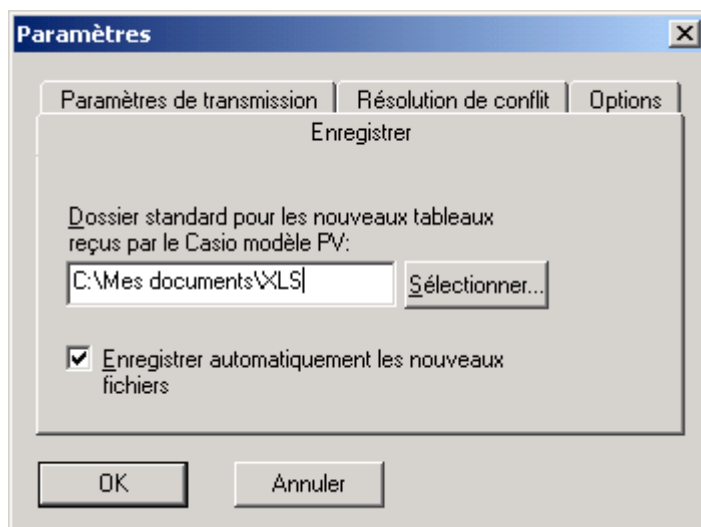 Paramètres
Paramètres de transmission
Résolution de conflit
Options
Enregistrer
Dossier standard pour les nouveaux tableaux
reçus par le Casio modèle PV:
C:\Mes documents\XLS
Sélectionner...
Enregistrer automatiquement les nouveaux
fichiers
OK
Annuler